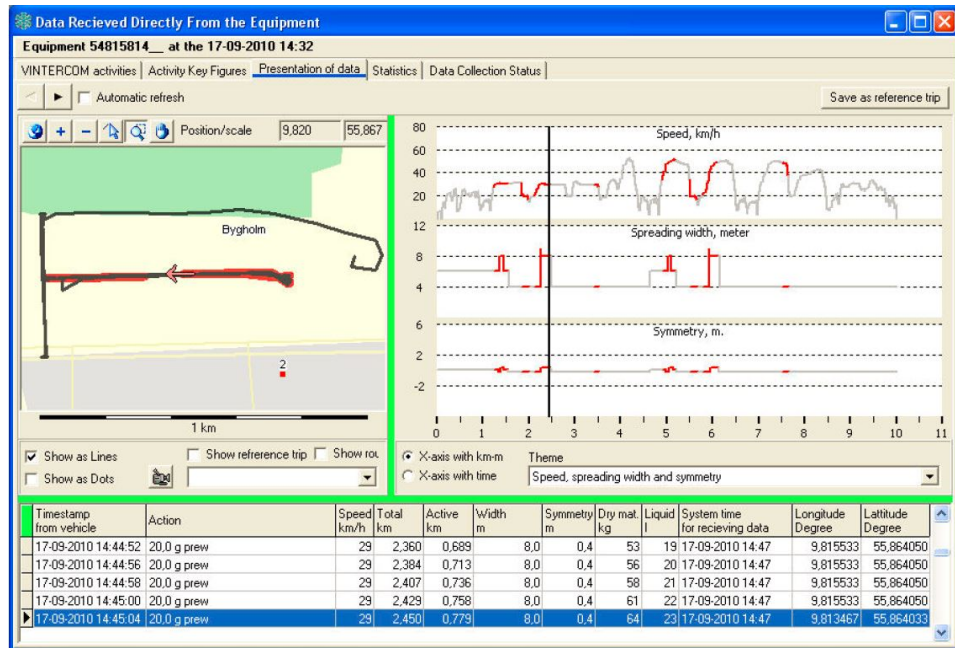 Data Recieved Directly From the Equipment
Equipment 54815814__ at the 17-09-2010 14:32
VINTERCOM activities Activity Key Figures Presentation of data Statistics Data Collection Status
Automatic refresh Save as reference trip
Position/scale 9,820 55,867
Bygholm
2
1 km
80
60
40
20
Speed, km/h
12
8
4
Spreading width, meter
6
2
-2
Symmetry, m.
0 1 2 3 4 5 6 7 8 9 10 11
Show as Lines Show refrerence trip Show rou
Show as Dots
X-axis with km-m Theme
X-axis with time Speed, spreading width and symmetry
Timestamp Action Speed Total Active Width Symmetry Dry mat. Liquid System time Longitude Lattitude
from vehicle km/h km km m m kg l for recieving data Degree Degree
17-09-2010 14:44:52 20,0 g prew 29 2,360 0,689 8,0 0,4 53 19 17-09-2010 14:47 9,815533 55,864050
17-09-2010 14:44:56 20,0 g prew 29 2,384 0,713 8,0 0,4 56 20 17-09-2010 14:47 9,815533 55,864050
17-09-2010 14:44:58 20,0 g prew 29 2,407 0,736 8,0 0,4 58 21 17-09-2010 14:47 9,815533 55,864050
17-09-2010 14:45:00 20,0 g prew 29 2,429 0,758 8,0 0,4 61 22 17-09-2010 14:47 9,815533 55,864050
17-09-2010 14:45:04 20,0 g prew 29 2,450 0,779 8,0 0,4 64 23 17-09-2010 14:47 9,813467 55,864033